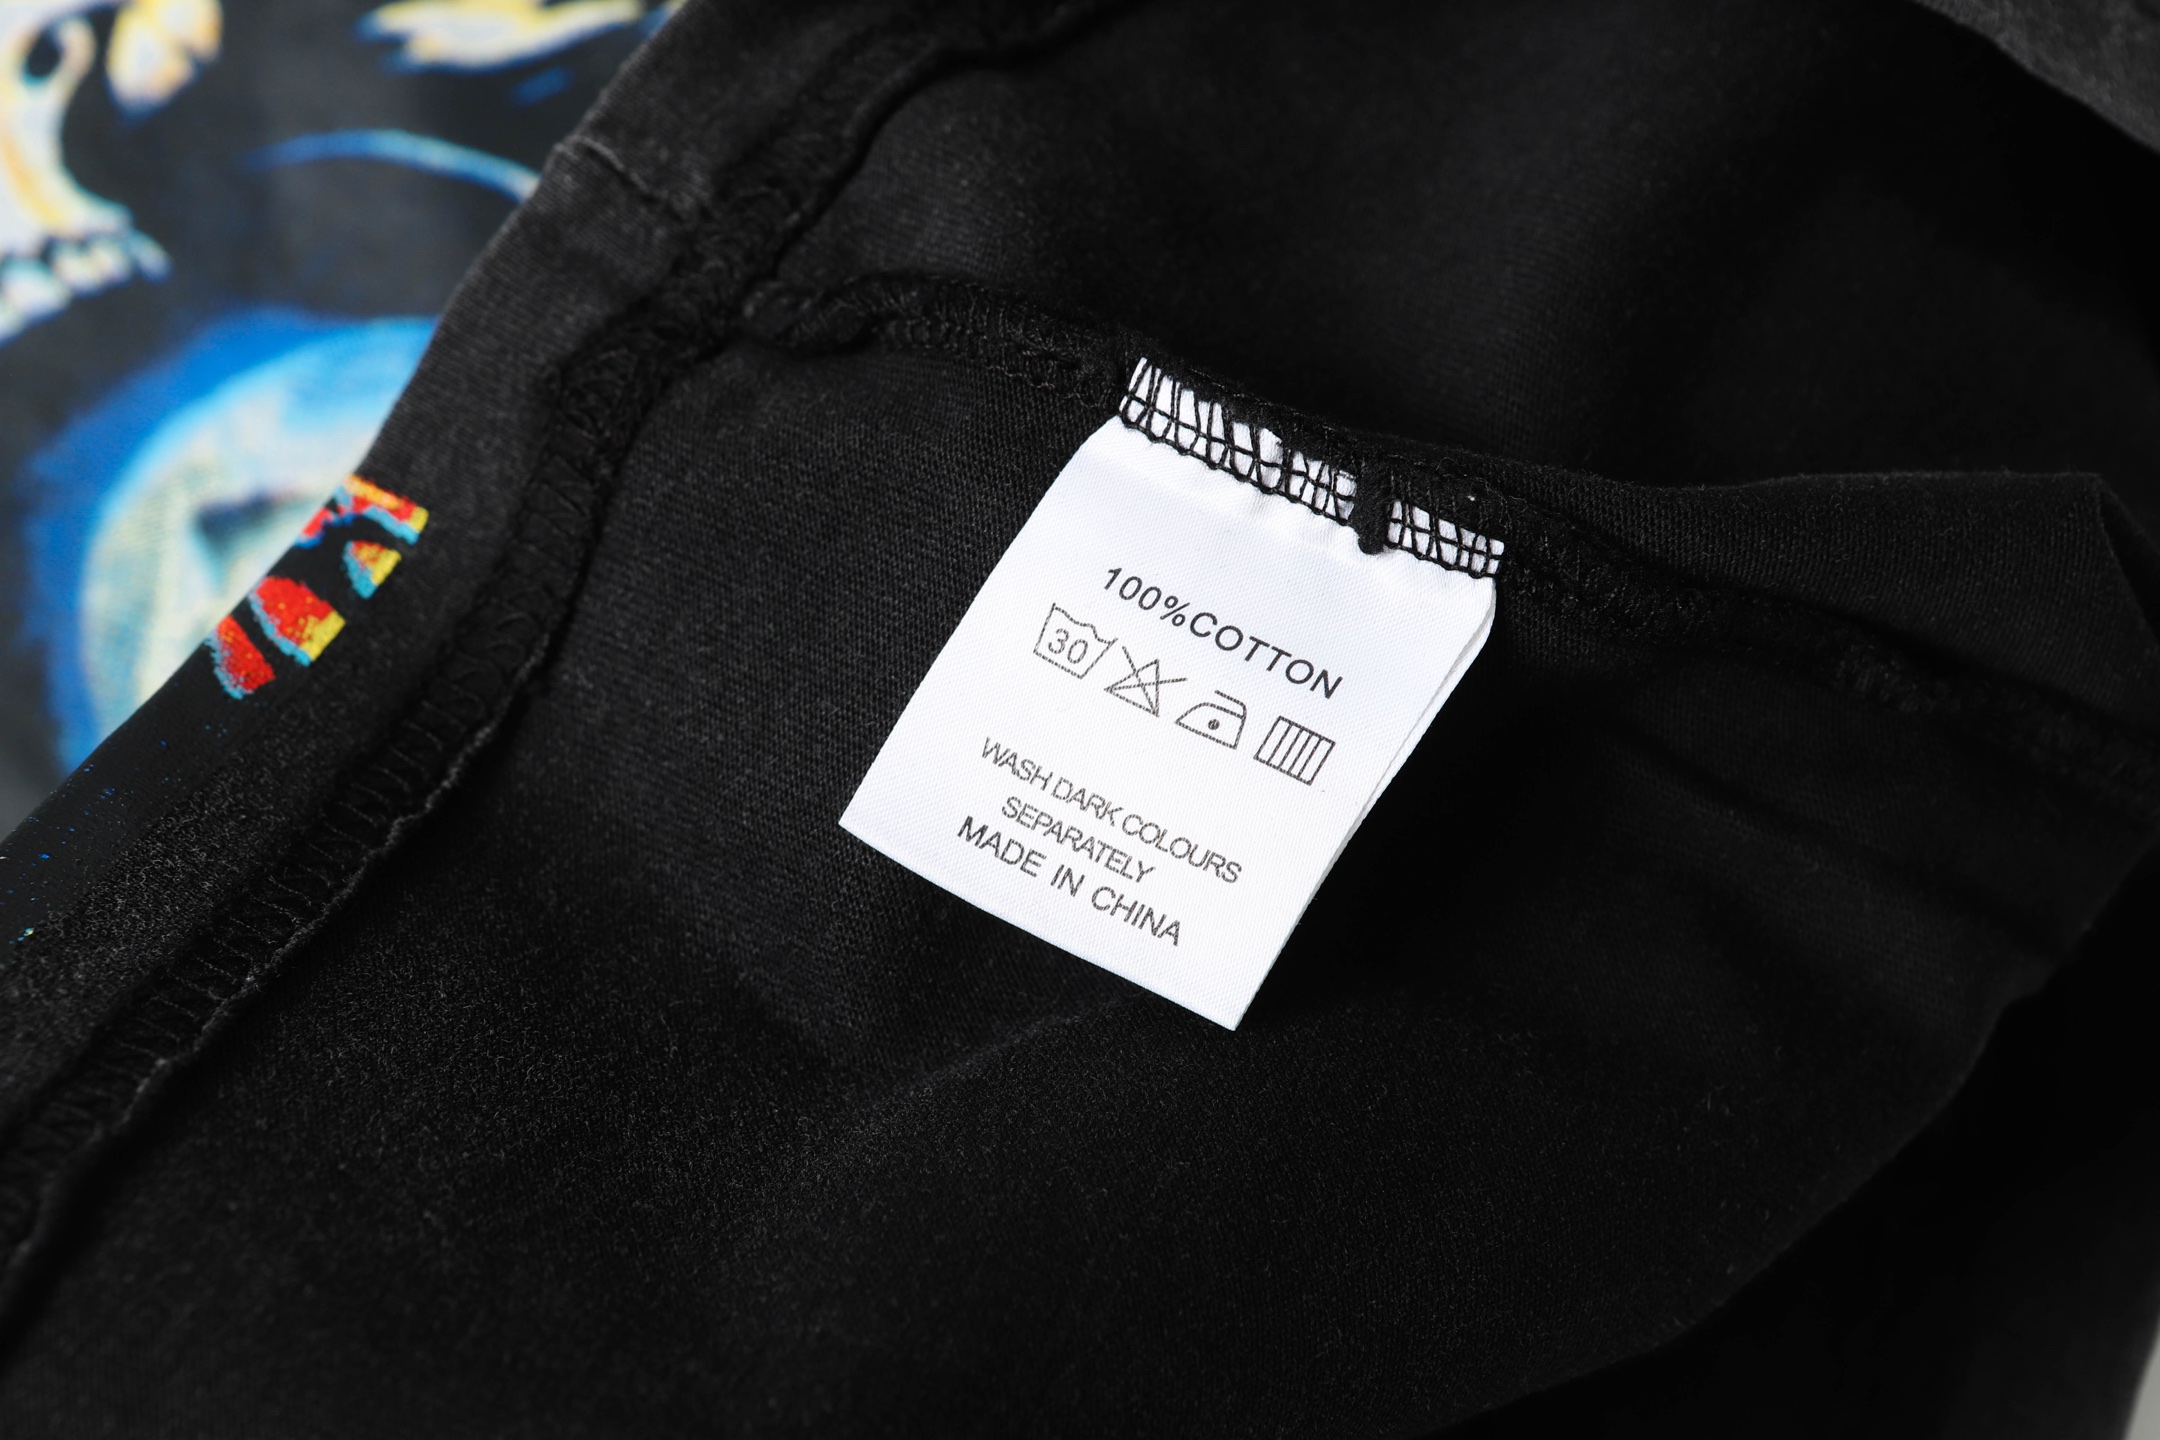 100%COTTON
30
WASH DARK COLOURS
SEPARATELY
MADE IN CHINA